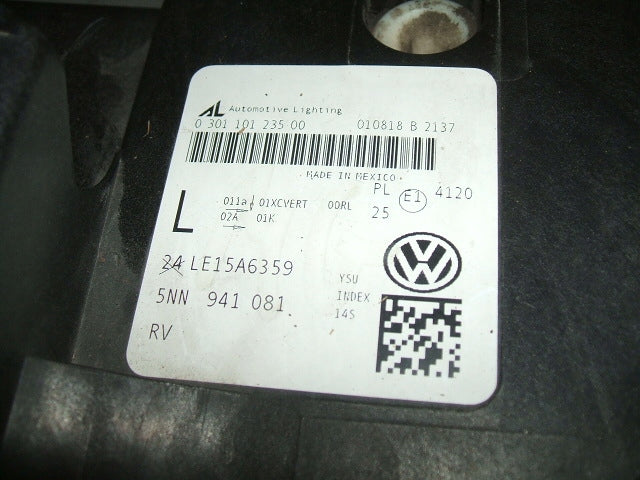 AL Automotive Lighting
0 301 101 235 00 010818 B 2137
MADE IN MEXICO
L 011a 01XCVERT 00RL PL E1 4120
02A 01K 25
24 LE15A6359
5NN 941 081
RV
YSU
INDEX
14S
VW